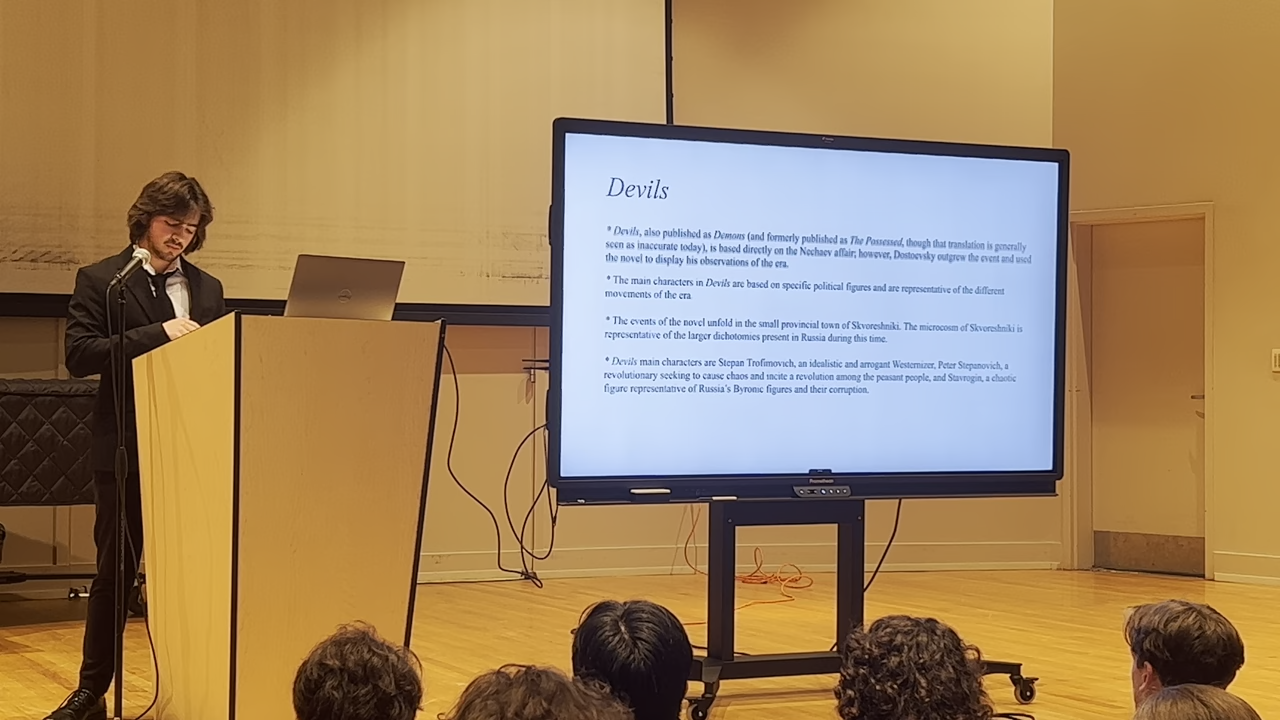 Devils
* Devils, also published as Demons (and formerly published as The Possessed, though that translation is generally
seen as inaccurate today), is based directly on the Nechaev affair; however, Dostoevsky outgrew the event and used
the novel to display his observations of the era.
* The main characters in Devils are based on specific political figures and are representative of the different
movements of the era
* The events of the novel unfold in the small provincial town of Skvoreshniki. The microcosm of Skvoreshniki is
representative of the larger dichotomies present in Russia during this time.
* Devils main characters are Stepan Trofimovich, an idealistic and arrogant Westernizer, Peter Stepanovich, a
revolutionary seeking to cause chaos and incite a revolution among the peasant people, and Stavrogin, a chaotic
figure representative of Russia's Byronic figures and their corruption.
Promethean